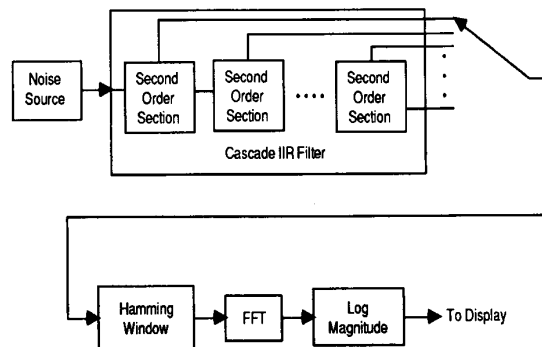 Noise
Source
Second
Order
Section
Second
Order
Section
Second
Order
Section
Cascade IIR Filter
Hamming
Window
FFT
Log
Magnitude
To Display